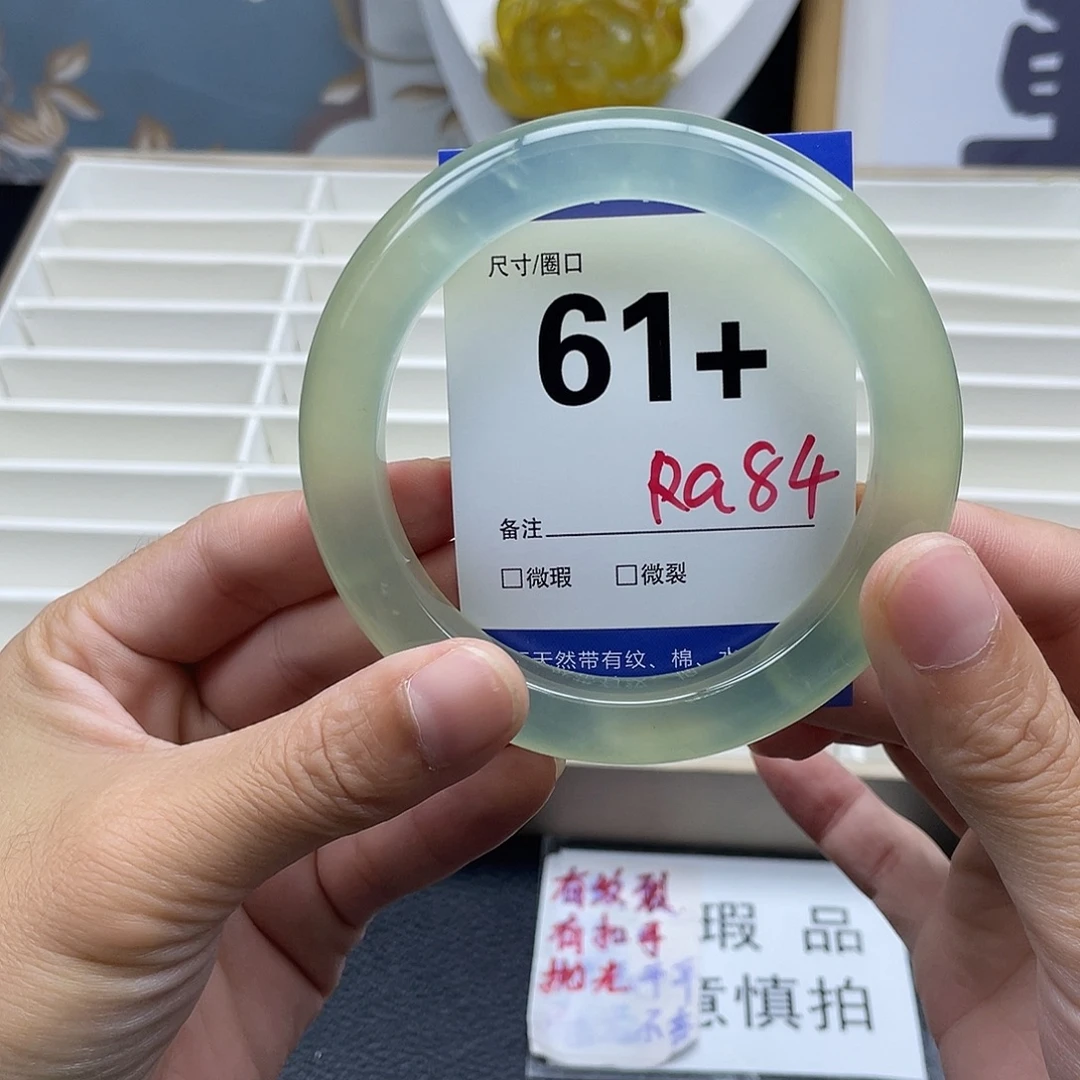 尺寸/圈口
61+
Ra84
备注
微瑕 微裂
天然带有纹、棉、
有纹裂
有扣手
抛光
瑕品
意慎拍